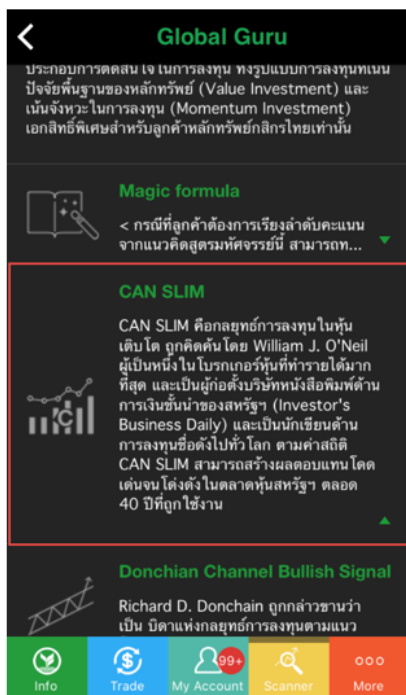 Global Guru
ประกอบการตัดสินใจในการลงทุน ทั้งรูปแบบการลงทุนที่เน้น
ปัจจัยพื้นฐานของหลักทรัพย์ (Value Investment) และ
เน้นจังหวะในการลงทุน (Momentum Investment)
เอกสิทธิ์พิเศษสำหรับลูกค้าหลักทรัพย์กสิกรไทยเท่านั้น
Magic formula
< กรณีที่ลูกค้าต้องการเรียงลำดับคะแนน
จากแนวคิดสูตรมหัศจรรย์นี้ สามารถท...
CAN SLIM
CAN SLIM คือกลยุทธ์การลงทุนในหุ้น
เติบโต ถูกคิดค้นโดย William J. O'Neil
ผู้เป็นหนึ่งในโบรกเกอร์หุ้นที่ทำรายได้มาก
ที่สุด และเป็นผู้ก่อตั้งบริษัทหนังสือพิมพ์ด้าน
การเงินชั้นนำของสหรัฐฯ (Investor's
Business Daily) และเป็นนักเขียนด้าน
การลงทุนชื่อดังไปทั่วโลก ตามค่าสถิติ
CAN SLIM สามารถสร้างผลตอบแทนโดด
เด่นจนโด่งดังในตลาดหุ้นสหรัฐฯ ตลอด
40 ปีที่ถูกใช้งาน
Donchian Channel Bullish Signal
Richard D. Donchain ถูกกล่าวขานว่า
เป็น บิดาแห่งกลยุทธ์การลงทุนตามแนว
99+
Info
Trade
My Account
Scanner
More